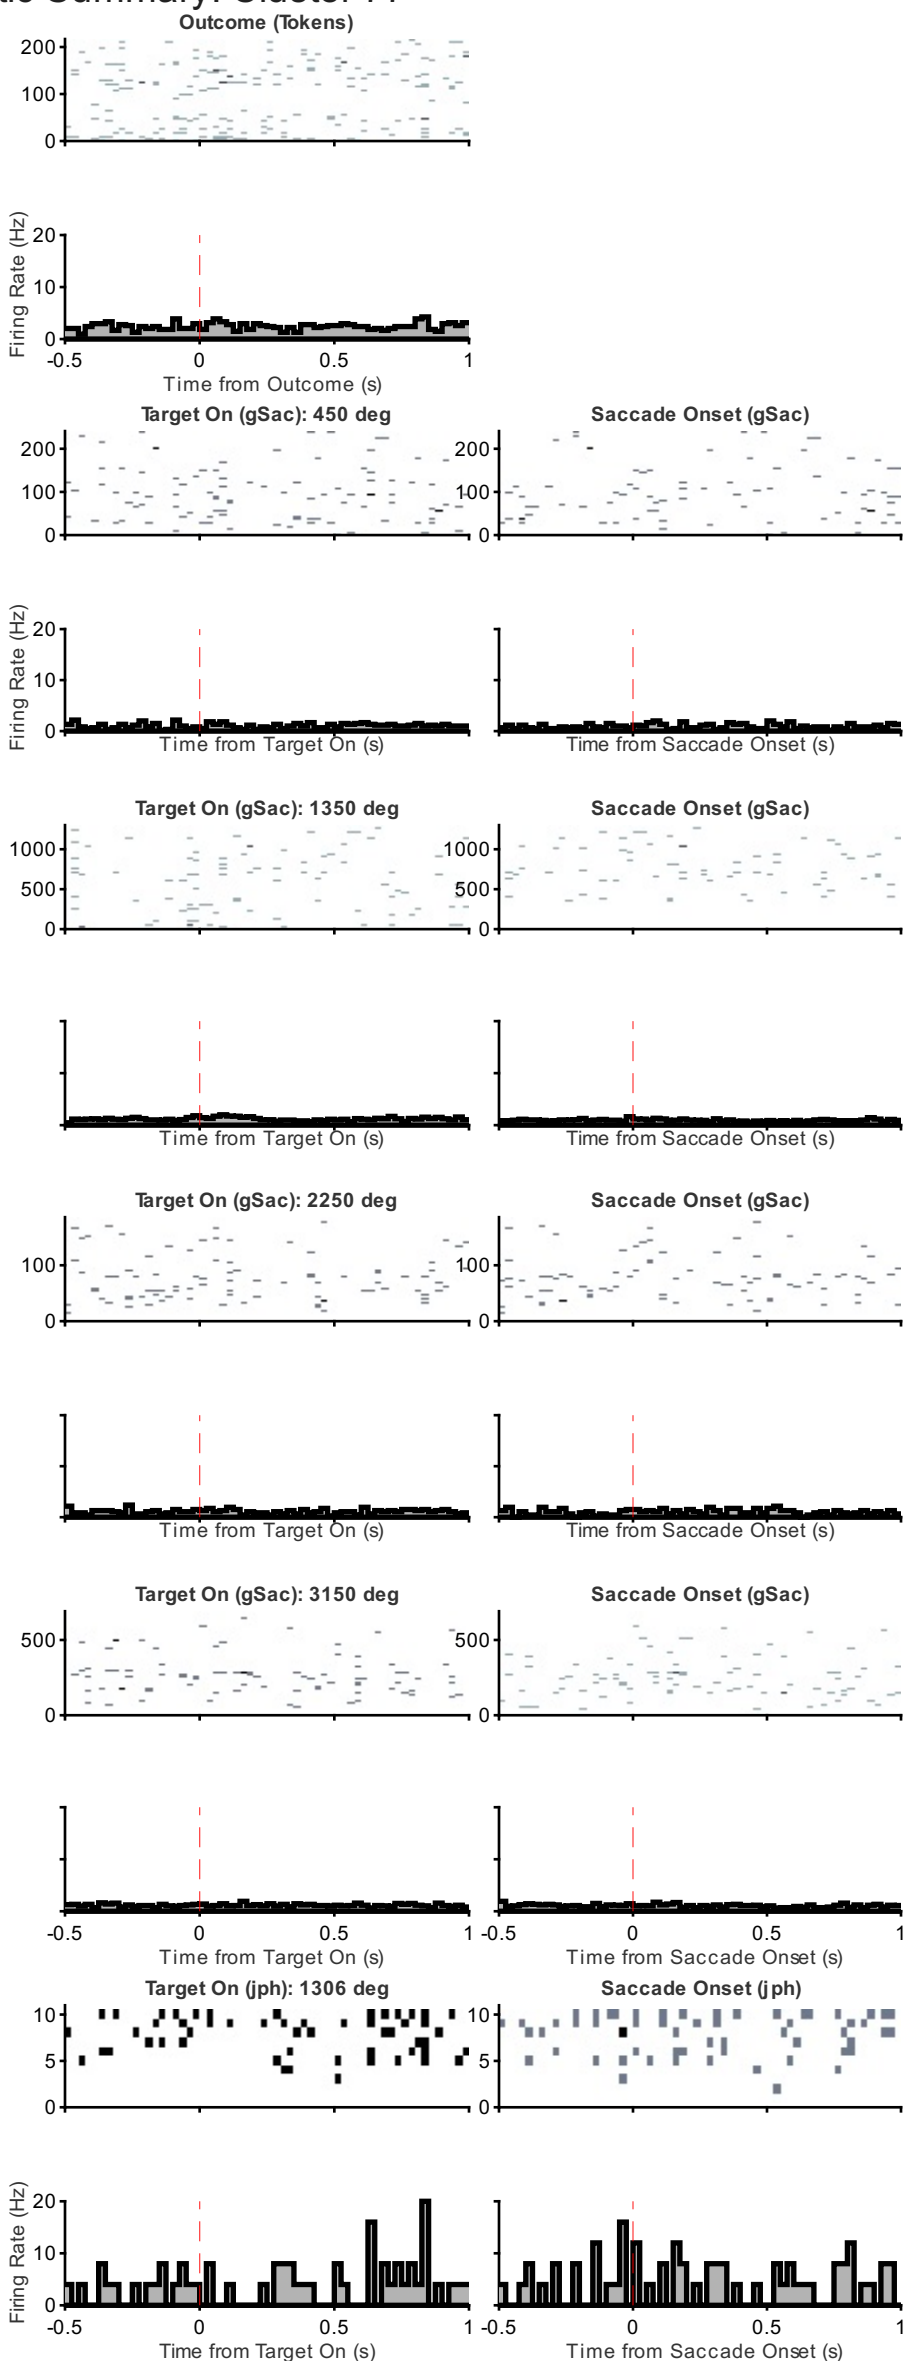 Outcome (Tokens)
200
100
0
Firing Rate (Hz)
20
10
0
-0.5 0 0.5 1
Time from Outcome (s)
Target On (gSac): 450 deg Saccade Onset (gSac)
200 200
100 100
0 0
Firing Rate (Hz)
20
10
0
Time from Target On (s) Time from Saccade Onset (s)
Target On (gSac): 1350 deg Saccade Onset (gSac)
1000 1000
500 500
0 0
Time from Target On (s) Time from Saccade Onset (s)
Target On (gSac): 2250 deg Saccade Onset (gSac)
100 100
0 0
Time from Target On (s) Time from Saccade Onset (s)
Target On (gSac): 3150 deg Saccade Onset (gSac)
500 500
0 0
-0.5 0 0.5 1 -0.5 0 0.5 1
Time from Target On (s) Time from Saccade Onset (s)
Target On (jph): 1306 deg Saccade Onset (jph)
10 10
5 5
0 0
Firing Rate (Hz)
20
10
0
-0.5 0 0.5 1 -0.5 0 0.5 1
Time from Target On (s) Time from Saccade Onset (s)